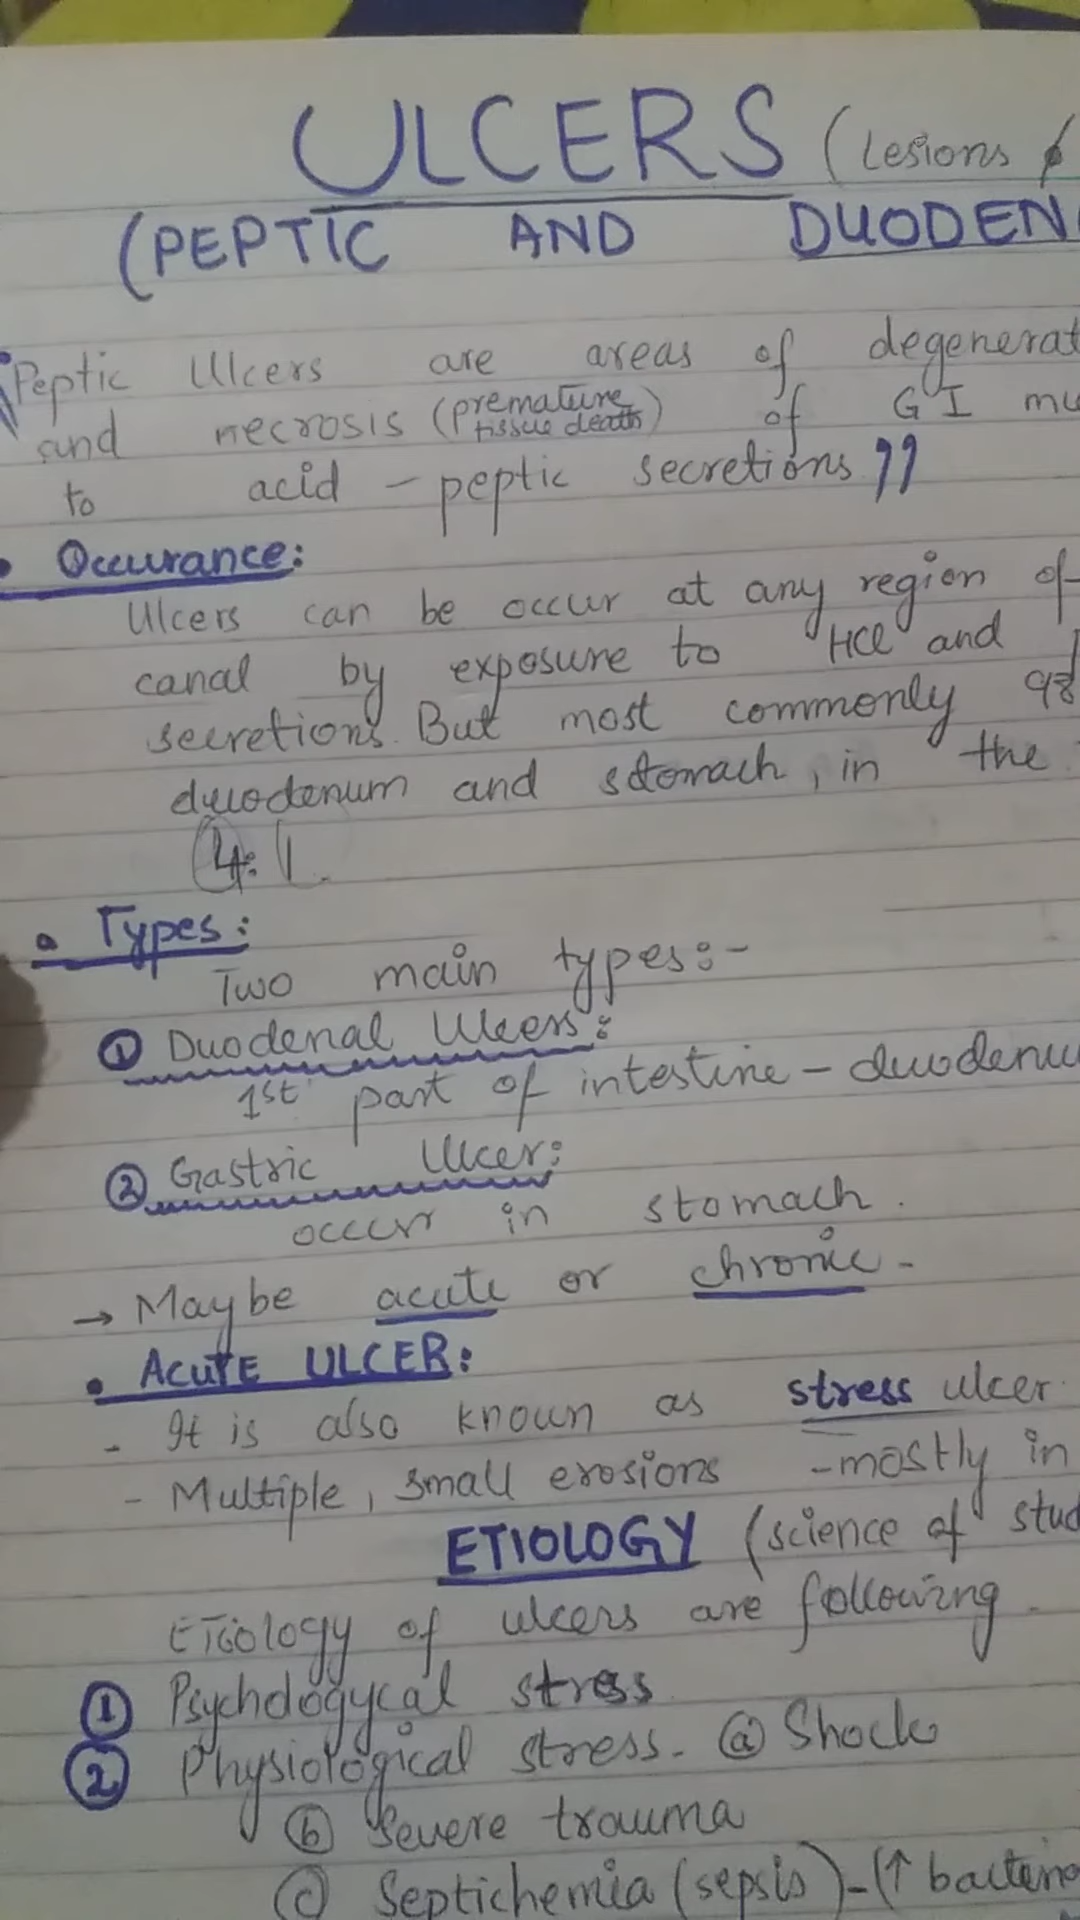 ULCERS (Lesions
(PEPTIC AND DUODEN
Peptic Ulcers are areas of degenerat
and necrosis (premature tissue death) of GI mu
to acid - peptic secretions ”
• Occurance:
Ulcers can be occur at any region of
canal by exposure to HCl and
secretions. But most commonly
duodenum and stomach, in the
4:1.
• Types:
Two main types:-
① Duodenal Ulcers:
1st part of intestine - duodenu
② Gastric Ulcer:
occur in stomach.
→ Maybe acute or chronic -
• ACUTE ULCER:
- It is also known as stress ulcer.
- Multiple, small erosions - mostly in
ETIOLOGY (science of stud
Etiology of ulcers are following.
① Psychologycal stress
② Physiological stress. ⓐ Shock
ⓑ Severe trauma
ⓒ Septichemia (sepsis) - (↑ bacteri